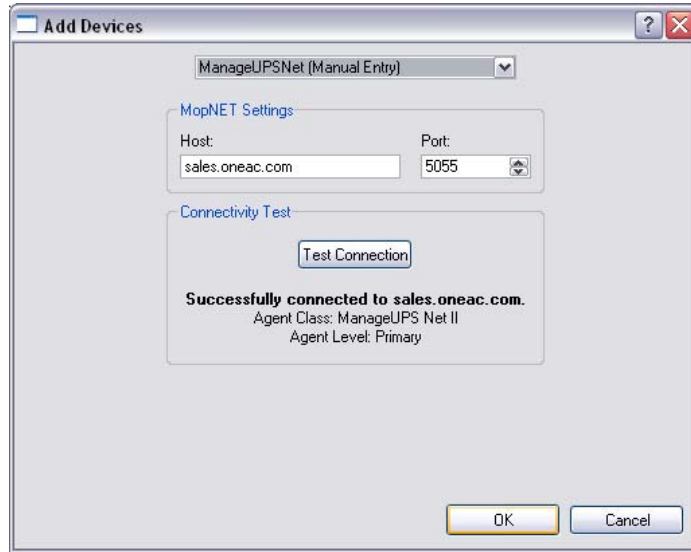 Add Devices
ManageUPSNet (Manual Entry)
MopNET Settings
Host: Port:
sales.oneac.com 5055
Connectivity Test
Test Connection
Successfully connected to sales.oneac.com.
Agent Class: ManageUPS Net II
Agent Level: Primary
OK Cancel